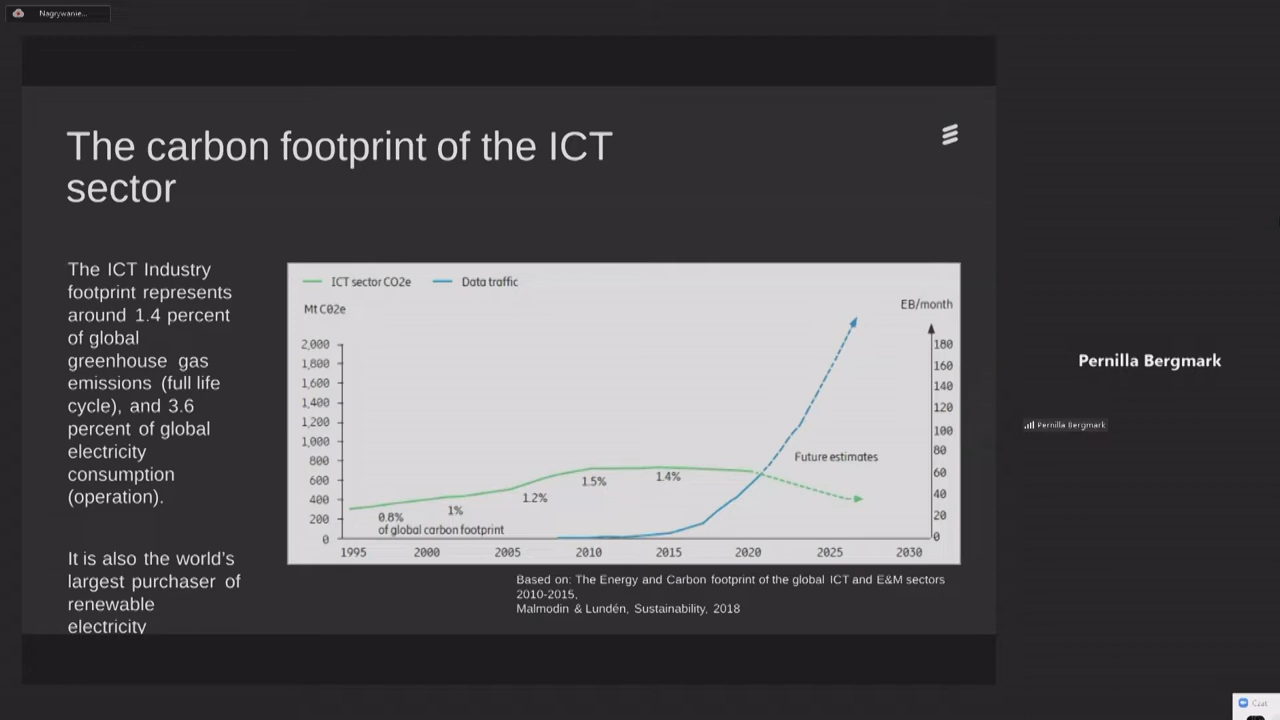 Nagrywanie...
The carbon footprint of the ICT
sector
The ICT Industry
footprint represents
around 1.4 percent
of global
greenhouse gas
emissions (full life
cycle), and 3.6
percent of global
electricity
consumption
(operation).
It is also the world's
largest purchaser of
renewable
electricity
ICT sector CO2e
Data traffic
Mt C02e
EB/month
2,000
1,800
1,600
1,400
1,200
1,000
800
600
400
200
0
180
160
140
120
100
80
60
40
20
0
0.8%
of global carbon footprint
1%
1.2%
1.5%
1.4%
Future estimates
1995 2000 2005 2010 2015 2020 2025 2030
Based on: The Energy and Carbon footprint of the global ICT and E&M sectors
2010-2015,
Malmodin & Lundén, Sustainability, 2018
Pernilla Bergmark
Pernilla Bergmark
Czat